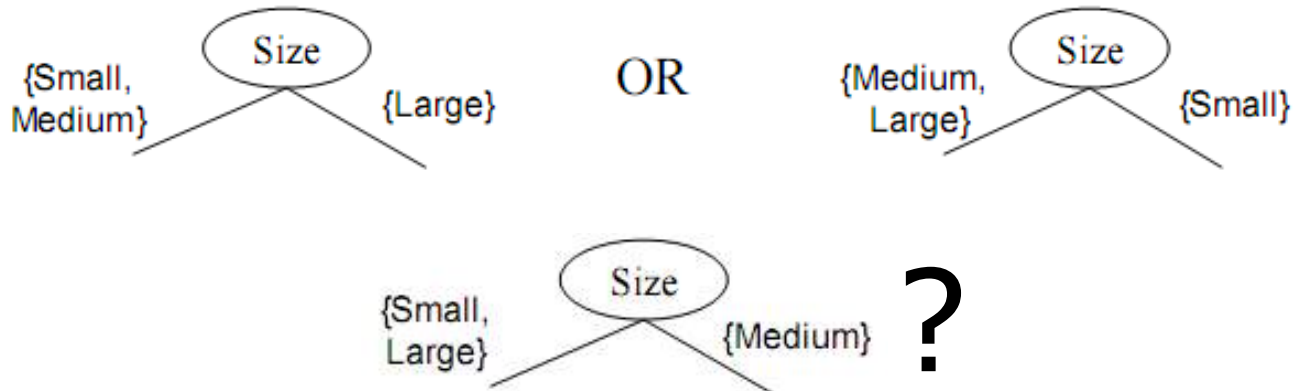 Size
{Small,
Medium}
{Large}
OR
Size
{Medium,
Large}
{Small}
Size
{Small,
Large}
{Medium}
?